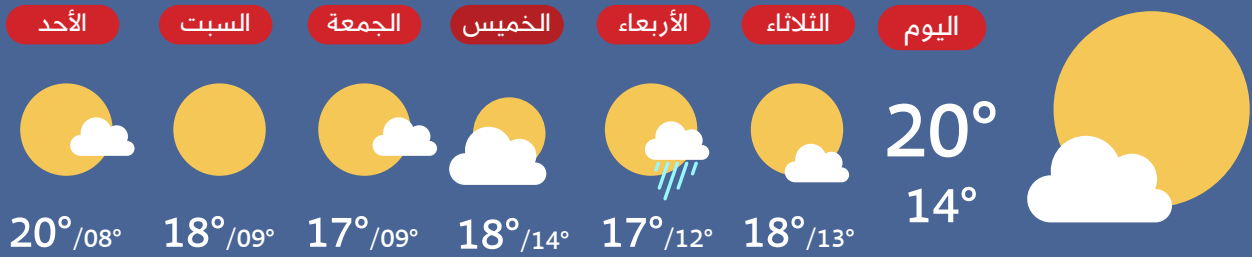 اليوم
20°
14°
الثلاثاء
18°/13°
الأربعاء
17°/12°
الخميس
18°/14°
الجمعة
17°/09°
السبت
18°/09°
الأحد
20°/08°